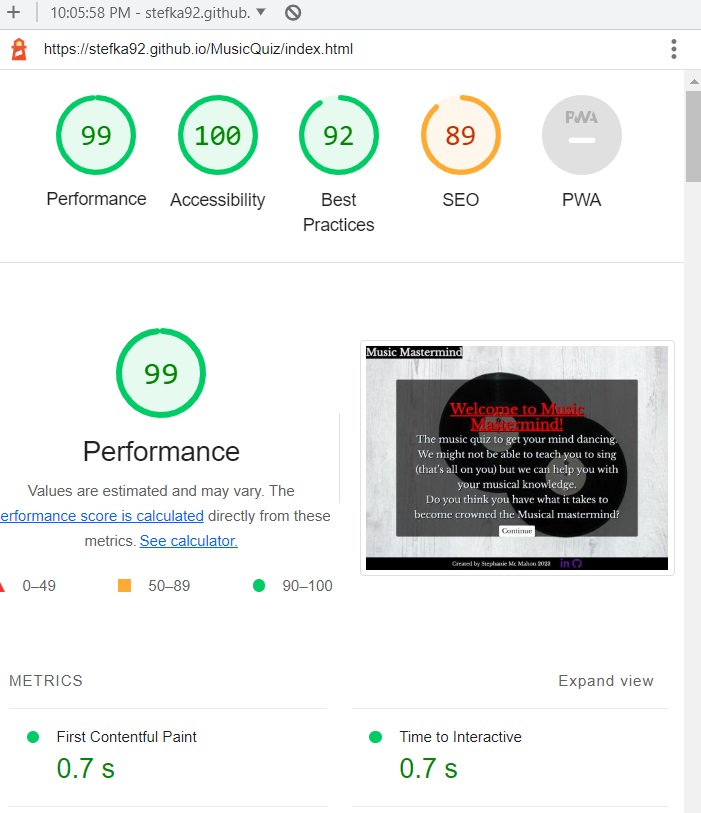 10:05:58 PM - stefka92.github.
https://stefka92.github.io/MusicQuiz/index.html
99 100 92 89 PWA
Performance Accessibility Best Practices SEO PWA
99
Performance
Values are estimated and may vary. The
erformance score is calculated directly from these
metrics. See calculator.
0–49 50–89 90–100
Music Mastermind
Welcome to Music
Mastermind!
The music quiz to get your mind dancing.
We might not be able to teach you to sing
(that's all on you) but we can help you with
your musical knowledge.
Do you think you have what it takes to
become crowned the Musical mastermind?
Continue
Created by Stephanie Mc Mahon 2023 in
METRICS Expand view
First Contentful Paint
0.7 s
Time to Interactive
0.7 s